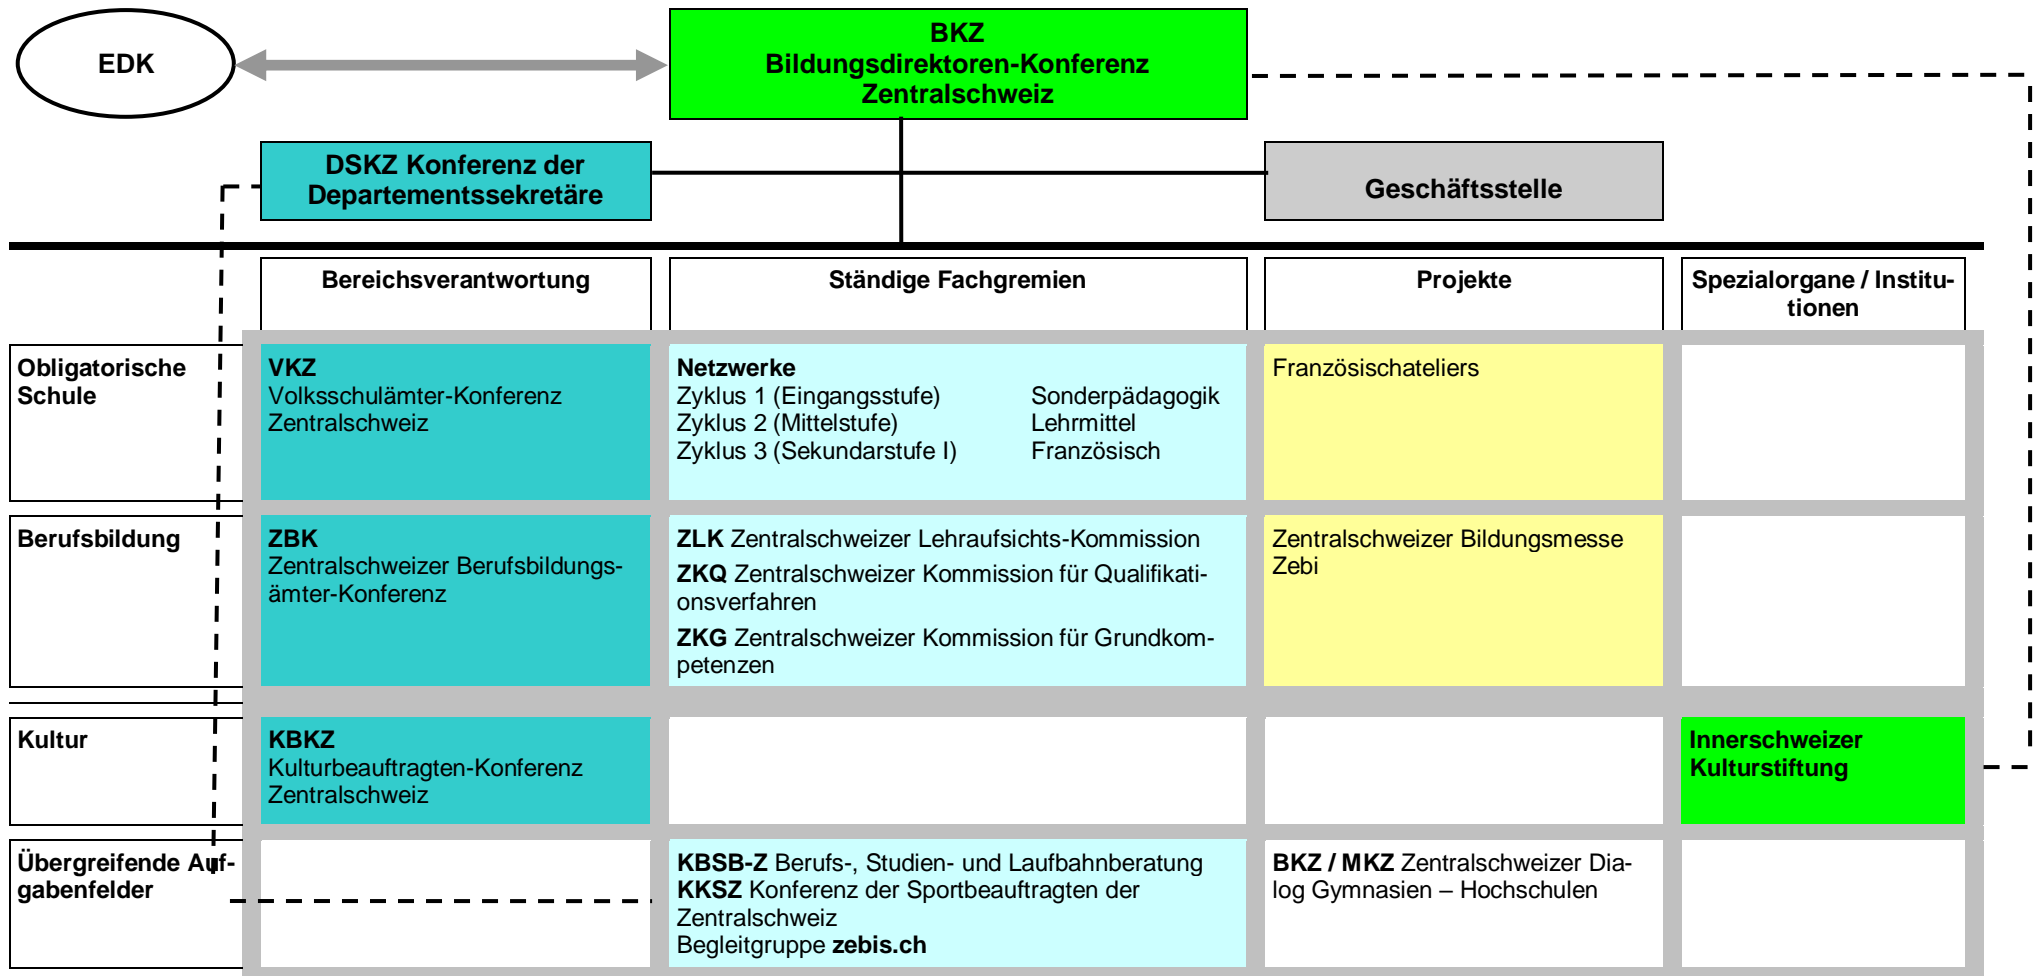 EDK
BKZ
Bildungsdirektoren-Konferenz
Zentralschweiz
DSKZ Konferenz der
Departementssekretäre
Geschäftsstelle
Bereichsverantwortung
Ständige Fachgremien
Projekte
Spezialorgane / Institu-
tionen
Obligatorische
Schule
VKZ
Volksschulämter-Konferenz
Zentralschweiz
Netzwerke
Zyklus 1 (Eingangsstufe) Sonderpädagogik
Zyklus 2 (Mittelstufe) Lehrmittel
Zyklus 3 (Sekundarstufe I) Französisch
Französischateliers
Berufsbildung
ZBK
Zentralschweizer Berufsbildungs-
ämter-Konferenz
ZLK Zentralschweizer Lehraufsichts-Kommission
ZKQ Zentralschweizer Kommission für Qualifikati-
onsverfahren
ZKG Zentralschweizer Kommission für Grundkom-
petenzen
Zentralschweizer Bildungsmesse
Zebi
Kultur
KBKZ
Kulturbeauftragten-Konferenz
Zentralschweiz
Innerschweizer
Kulturstiftung
Übergreifende Auf-
gabenfelder
KBSB-Z Berufs-, Studien- und Laufbahnberatung
KKSZ Konferenz der Sportbeauftragten der
Zentralschweiz
Begleitgruppe zebis.ch
BKZ / MKZ Zentralschweizer Dia-
log Gymnasien – Hochschulen